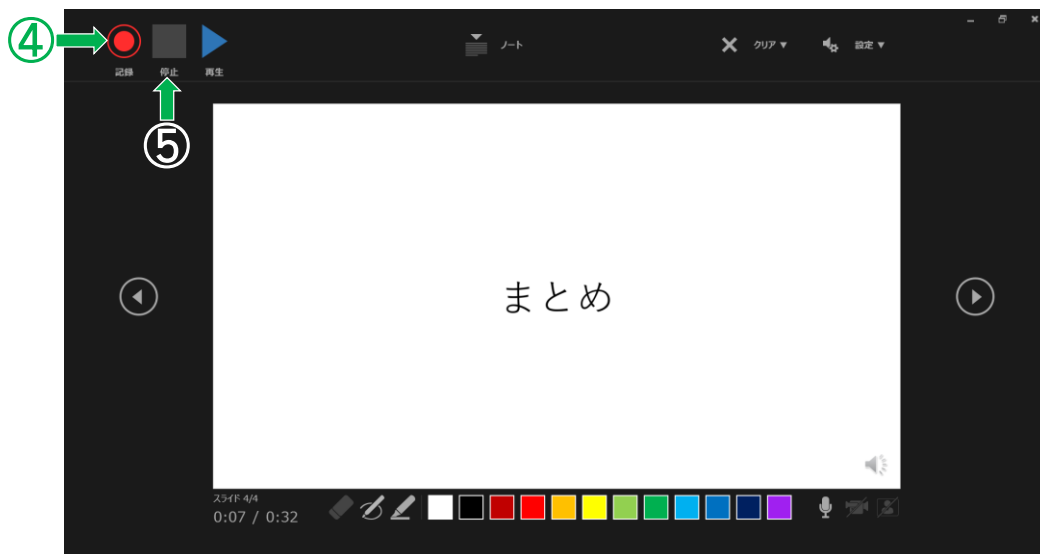 ④
記録 停止 再生
ノート
クリア ▼
設定 ▼
⑤
まとめ
スライド 4/4
0:07 / 0:32